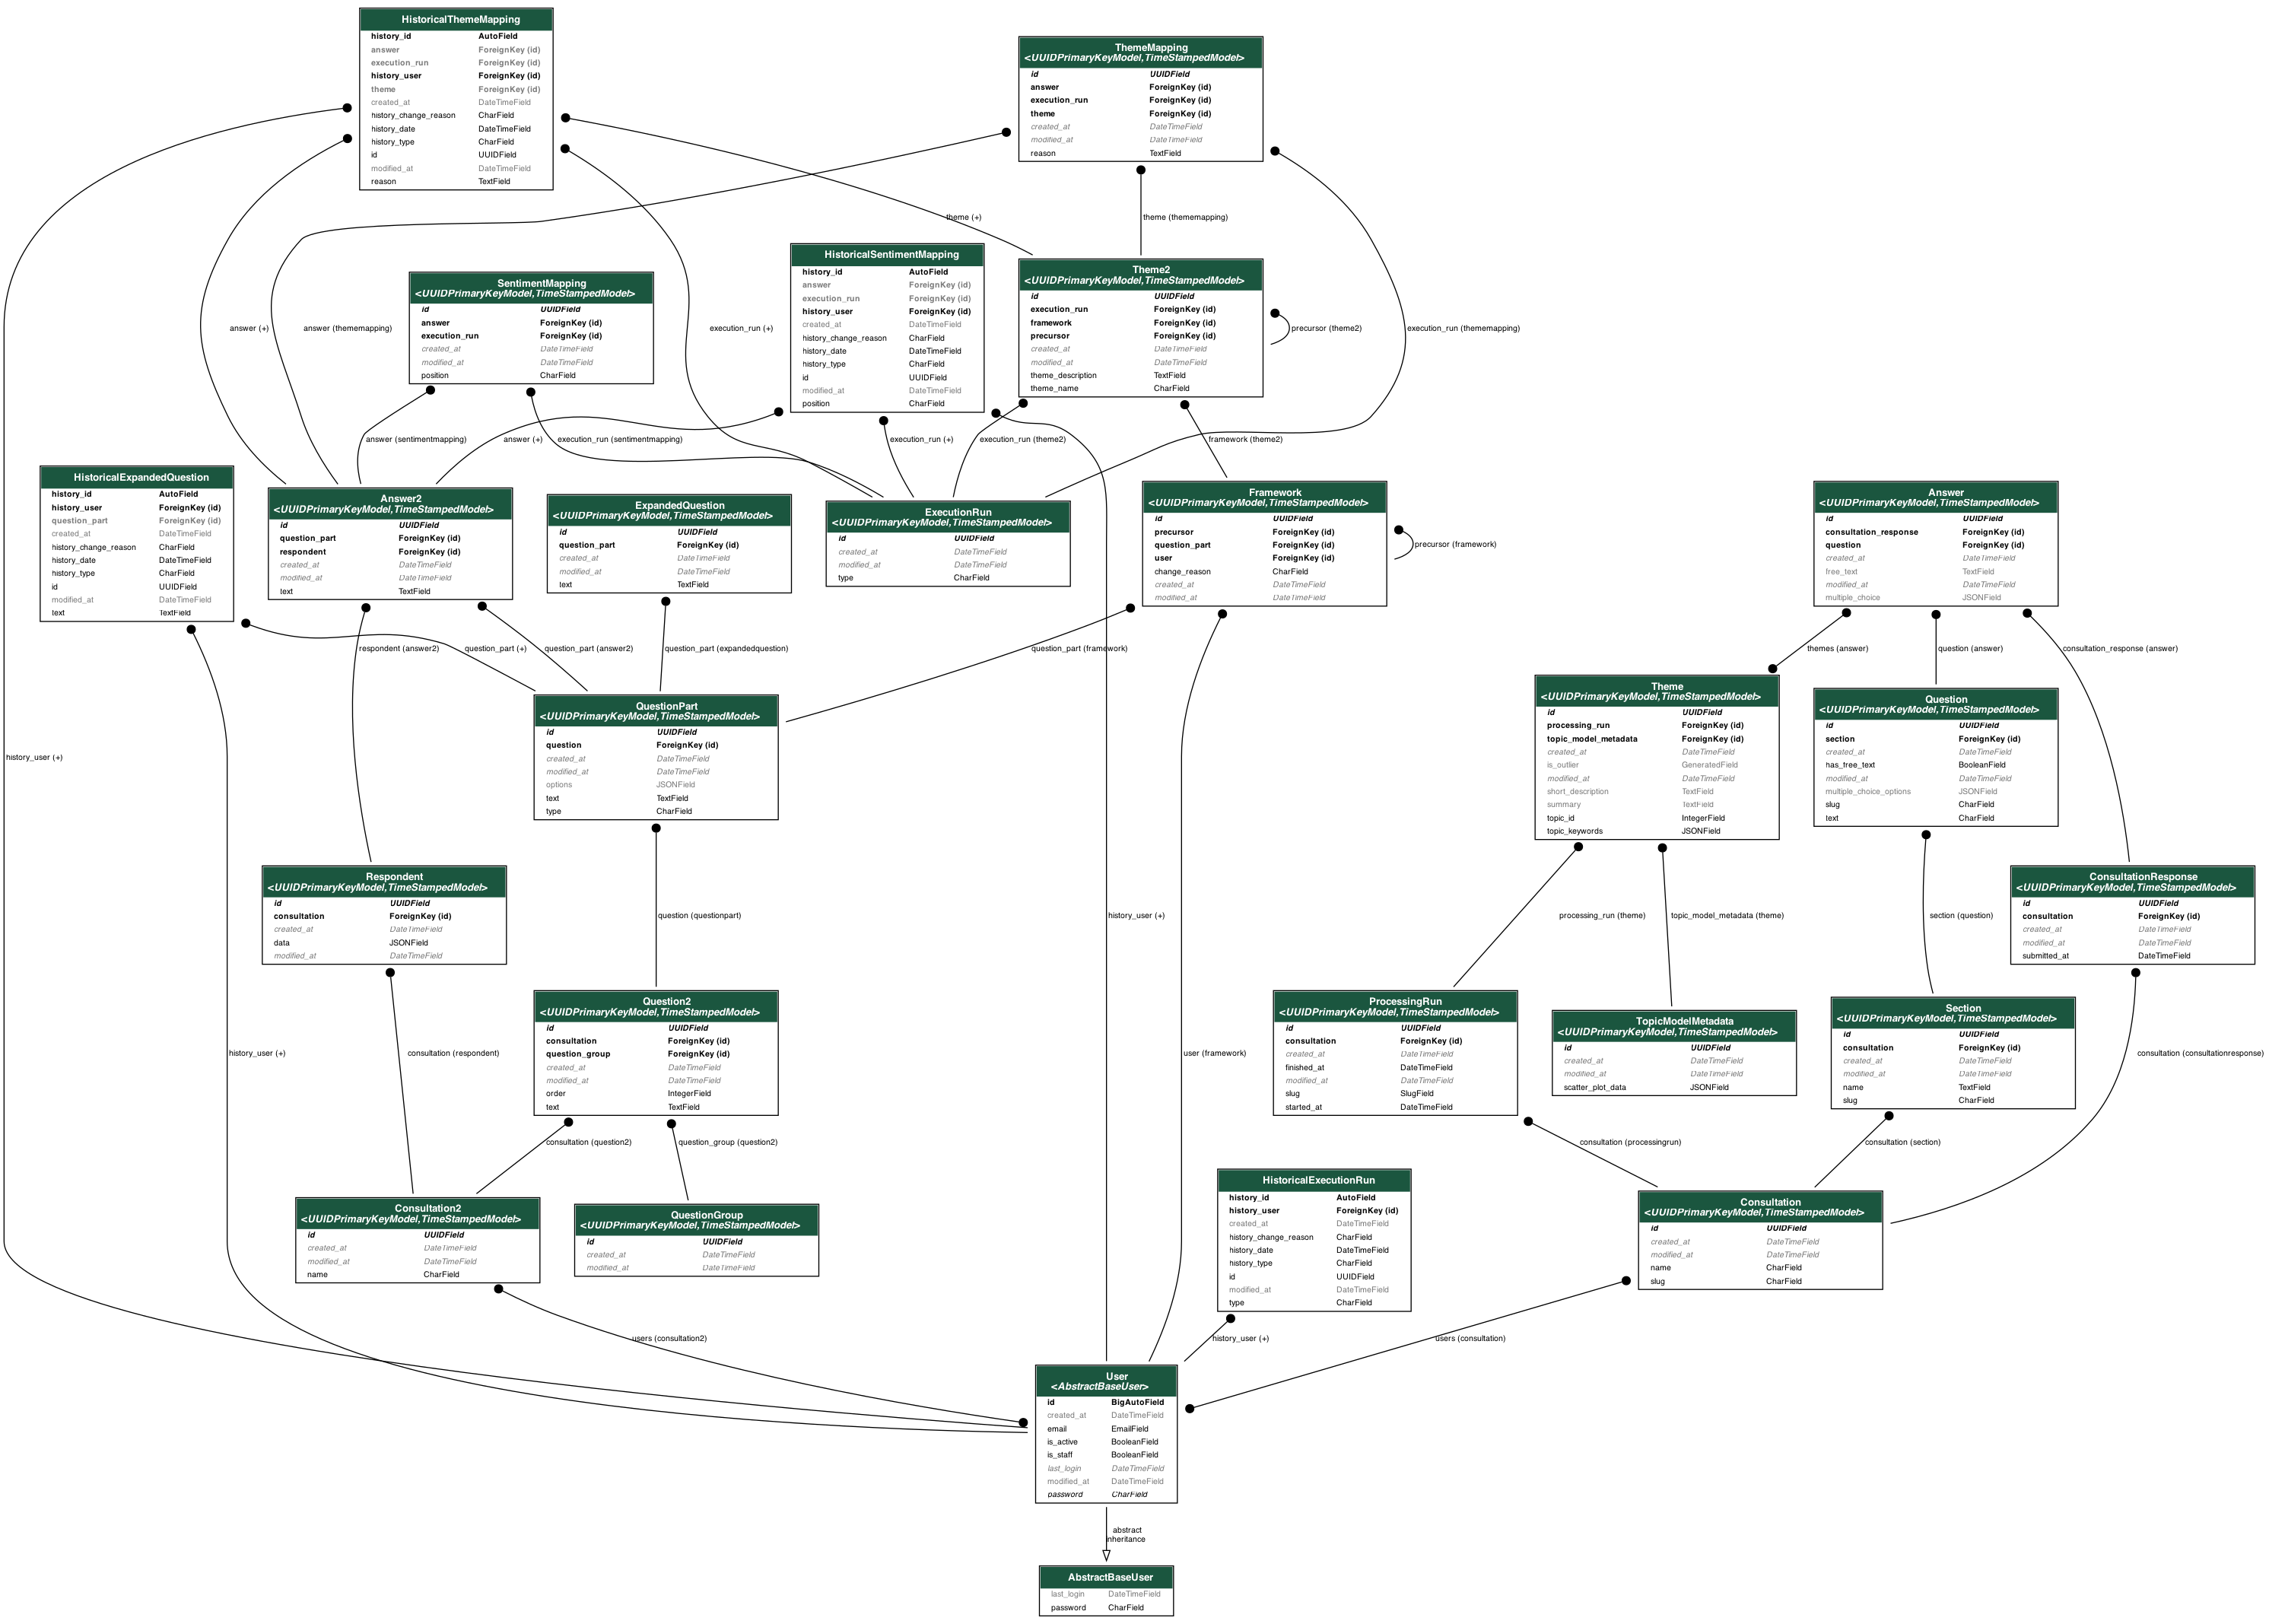 HistoricalThemeMapping
history_id AutoField
answer ForeignKey (id)
execution_run ForeignKey (id)
history_user ForeignKey (id)
theme ForeignKey (id)
created_at DateTimeField
history_change_reason CharField
history_date DateTimeField
history_type CharField
id UUIDField
modified_at DateTimeField
reason TextField
ThemeMapping
<UUIDPrimaryKeyModel,TimeStampedModel>
id UUIDField
answer ForeignKey (id)
execution_run ForeignKey (id)
theme ForeignKey (id)
created_at DateTimeField
modified_at DateTimeField
reason TextField
theme (+)
theme (thememapping)
SentimentMapping
<UUIDPrimaryKeyModel,TimeStampedModel>
id UUIDField
answer ForeignKey (id)
execution_run ForeignKey (id)
created_at DateTimeField
modified_at DateTimeField
position CharField
HistoricalSentimentMapping
history_id AutoField
answer ForeignKey (id)
execution_run ForeignKey (id)
history_user ForeignKey (id)
created_at DateTimeField
history_change_reason CharField
history_date DateTimeField
history_type CharField
id UUIDField
modified_at DateTimeField
position CharField
Theme2
<UUIDPrimaryKeyModel,TimeStampedModel>
id UUIDField
execution_run ForeignKey (id)
framework ForeignKey (id)
precursor ForeignKey (id)
created_at DateTimeField
modified_at DateTimeField
theme_description TextField
theme_name CharField
answer (+)
answer (thememapping)
execution_run (+)
precursor (theme2)
execution_run (thememapping)
answer (sentimentmapping)
answer (+)
execution_run (sentimentmapping)
execution_run (+)
execution_run (theme2)
framework (theme2)
HistoricalExpandedQuestion
history_id AutoField
history_user ForeignKey (id)
question_part ForeignKey (id)
created_at DateTimeField
history_change_reason CharField
history_date DateTimeField
history_type CharField
id UUIDField
modified_at DateTimeField
text TextField
Answer2
<UUIDPrimaryKeyModel,TimeStampedModel>
id UUIDField
question_part ForeignKey (id)
respondent ForeignKey (id)
created_at DateTimeField
modified_at DateTimeField
text TextField
ExpandedQuestion
<UUIDPrimaryKeyModel,TimeStampedModel>
id UUIDField
question_part ForeignKey (id)
created_at DateTimeField
modified_at DateTimeField
text TextField
ExecutionRun
<UUIDPrimaryKeyModel,TimeStampedModel>
id UUIDField
created_at DateTimeField
modified_at DateTimeField
type CharField
Framework
<UUIDPrimaryKeyModel,TimeStampedModel>
id UUIDField
precursor ForeignKey (id)
question_part ForeignKey (id)
user ForeignKey (id)
change_reason CharField
created_at DateTimeField
modified_at DateTimeField
precursor (framework)
Answer
<UUIDPrimaryKeyModel,TimeStampedModel>
id UUIDField
consultation_response ForeignKey (id)
question ForeignKey (id)
created_at DateTimeField
free_text TextField
modified_at DateTimeField
multiple_choice JSONField
respondent (answer2)
question_part (+)
question_part (answer2)
question_part (expandedquestion)
question_part (framework)
themes (answer)
question (answer)
consultation_response (answer)
QuestionPart
<UUIDPrimaryKeyModel,TimeStampedModel>
id UUIDField
question ForeignKey (id)
created_at DateTimeField
modified_at DateTimeField
options JSONField
text TextField
type CharField
Theme
<UUIDPrimaryKeyModel,TimeStampedModel>
id UUIDField
processing_run ForeignKey (id)
topic_model_metadata ForeignKey (id)
created_at DateTimeField
is_outlier GeneratedField
modified_at DateTimeField
short_description TextField
summary TextField
topic_id IntegerField
topic_keywords JSONField
Question
<UUIDPrimaryKeyModel,TimeStampedModel>
id UUIDField
section ForeignKey (id)
created_at DateTimeField
has_free_text BooleanField
modified_at DateTimeField
multiple_choice_options JSONField
slug CharField
text CharField
history_user (+)
Respondent
<UUIDPrimaryKeyModel,TimeStampedModel>
id UUIDField
consultation ForeignKey (id)
created_at DateTimeField
data JSONField
modified_at DateTimeField
question (questionpart)
history_user (+)
processing_run (theme)
topic_model_metadata (theme)
section (question)
ConsultationResponse
<UUIDPrimaryKeyModel,TimeStampedModel>
id UUIDField
consultation ForeignKey (id)
created_at DateTimeField
modified_at DateTimeField
submitted_at DateTimeField
history_user (+)
consultation (respondent)
Question2
<UUIDPrimaryKeyModel,TimeStampedModel>
id UUIDField
consultation ForeignKey (id)
question_group ForeignKey (id)
created_at DateTimeField
modified_at DateTimeField
order IntegerField
text TextField
user (framework)
ProcessingRun
<UUIDPrimaryKeyModel,TimeStampedModel>
id UUIDField
consultation ForeignKey (id)
created_at DateTimeField
finished_at DateTimeField
modified_at DateTimeField
slug SlugField
started_at DateTimeField
TopicModelMetadata
<UUIDPrimaryKeyModel,TimeStampedModel>
id UUIDField
created_at DateTimeField
modified_at DateTimeField
scatter_plot_data JSONField
Section
<UUIDPrimaryKeyModel,TimeStampedModel>
id UUIDField
consultation ForeignKey (id)
created_at DateTimeField
modified_at DateTimeField
name TextField
slug CharField
consultation (consultationresponse)
consultation (question2)
question_group (question2)
consultation (processingrun)
consultation (section)
Consultation2
<UUIDPrimaryKeyModel,TimeStampedModel>
id UUIDField
created_at DateTimeField
modified_at DateTimeField
name CharField
QuestionGroup
<UUIDPrimaryKeyModel,TimeStampedModel>
id UUIDField
created_at DateTimeField
modified_at DateTimeField
HistoricalExecutionRun
history_id AutoField
history_user ForeignKey (id)
created_at DateTimeField
history_change_reason CharField
history_date DateTimeField
history_type CharField
id UUIDField
modified_at DateTimeField
type CharField
Consultation
<UUIDPrimaryKeyModel,TimeStampedModel>
id UUIDField
created_at DateTimeField
modified_at DateTimeField
name CharField
slug CharField
users (consultation2)
history_user (+)
users (consultation)
User
<AbstractBaseUser>
id BigAutoField
created_at DateTimeField
email EmailField
is_active BooleanField
is_staff BooleanField
last_login DateTimeField
modified_at DateTimeField
password CharField
abstract
inheritance
AbstractBaseUser
last_login DateTimeField
password CharField